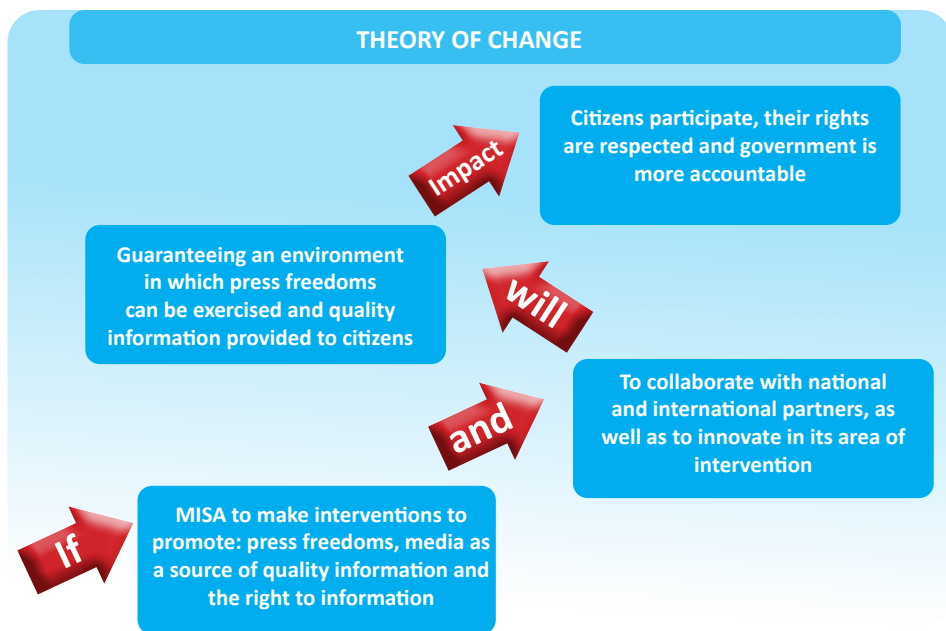 THEORY OF CHANGE
Citizens participate, their rights
are respected and government is
more accountable
Impact
Guaranteeing an environment
in which press freedoms
can be exercised and quality
information provided to citizens
will
To collaborate with national
and international partners, as
well as to innovate in its area of
intervention
and
MISA to make interventions to
promote: press freedoms, media as
a source of quality information and
the right to information
If